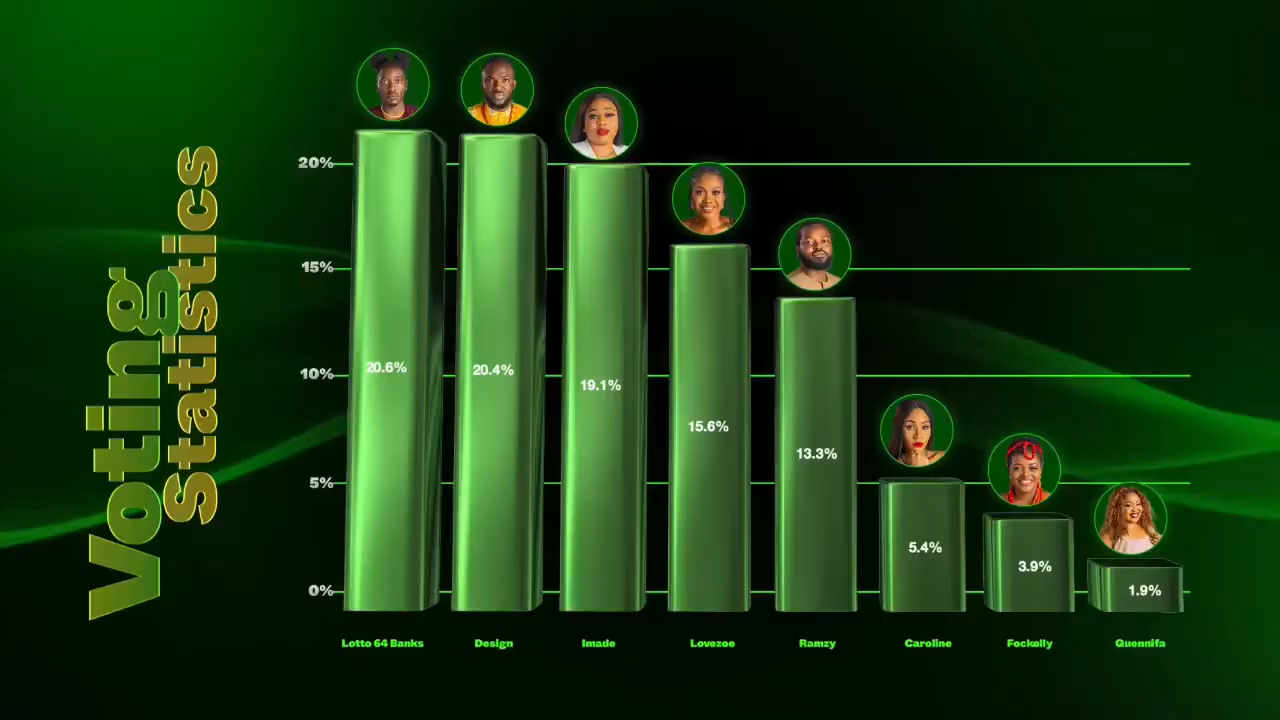 Voting
Statistics
20%
15%
10%
5%
0%
20.6%
20.4%
19.1%
15.6%
13.3%
5.4%
3.9%
1.9%
Lotto 64 Banks
Design
Imade
Lovezoe
Ramzy
Caroline
Fockelly
Quennifa